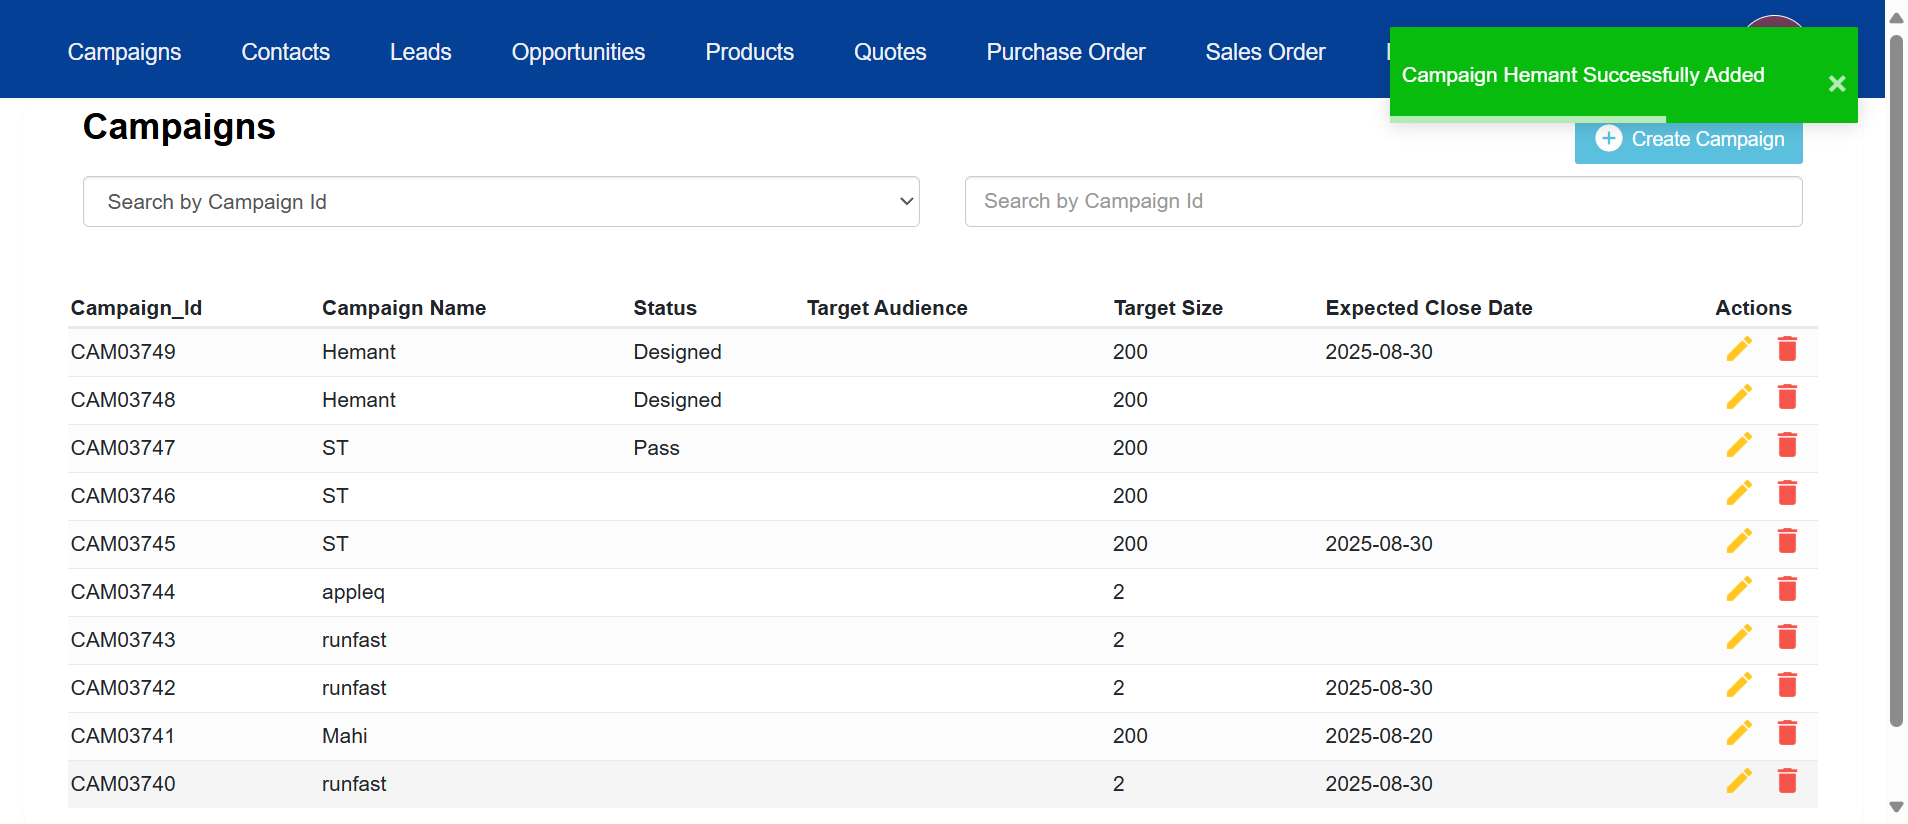 Campaigns Contacts Leads Opportunities Products Quotes Purchase Order Sales Order
Campaign Hemant Successfully Added ×
Campaigns
Create Campaign
Search by Campaign Id
Search by Campaign Id
Campaign_Id Campaign Name Status Target Audience Target Size Expected Close Date Actions
CAM03749 Hemant Designed 200 2025-08-30
CAM03748 Hemant Designed 200
CAM03747 ST Pass 200
CAM03746 ST 200
CAM03745 ST 200 2025-08-30
CAM03744 appleq 2
CAM03743 runfast 2
CAM03742 runfast 2 2025-08-30
CAM03741 Mahi 200 2025-08-20
CAM03740 runfast 2 2025-08-30